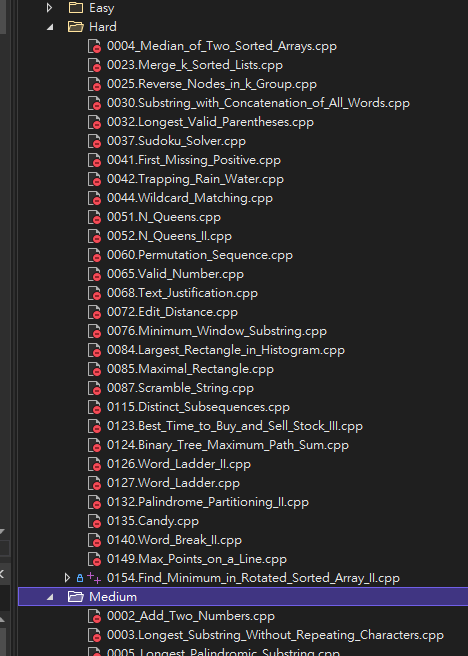 Easy
Hard
0004_Median_of_Two_Sorted_Arrays.cpp
0023.Merge_k_Sorted_Lists.cpp
0025.Reverse_Nodes_in_k_Group.cpp
0030.Substring_with_Concatenation_of_All_Words.cpp
0032.Longest_Valid_Parentheses.cpp
0037.Sudoku_Solver.cpp
0041.First_Missing_Positive.cpp
0042.Trapping_Rain_Water.cpp
0044.Wildcard_Matching.cpp
0051.N_Queens.cpp
0052.N_Queens_II.cpp
0060.Permutation_Sequence.cpp
0065.Valid_Number.cpp
0068.Text_Justification.cpp
0072.Edit_Distance.cpp
0076.Minimum_Window_Substring.cpp
0084.Largest_Rectangle_in_Histogram.cpp
0085.Maximal_Rectangle.cpp
0087.Scramble_String.cpp
0115.Distinct_Subsequences.cpp
0123.Best_Time_to_Buy_and_Sell_Stock_III.cpp
0124.Binary_Tree_Maximum_Path_Sum.cpp
0126.Word_Ladder_II.cpp
0127.Word_Ladder.cpp
0132.Palindrome_Partitioning_II.cpp
0135.Candy.cpp
0140.Word_Break_II.cpp
0149.Max_Points_on_a_Line.cpp
0154.Find_Minimum_in_Rotated_Sorted_Array_II.cpp
Medium
0002_Add_Two_Numbers.cpp
0003.Longest_Substring_Without_Repeating_Characters.cpp
0005.Longest_Palindromic_Substring.cpp